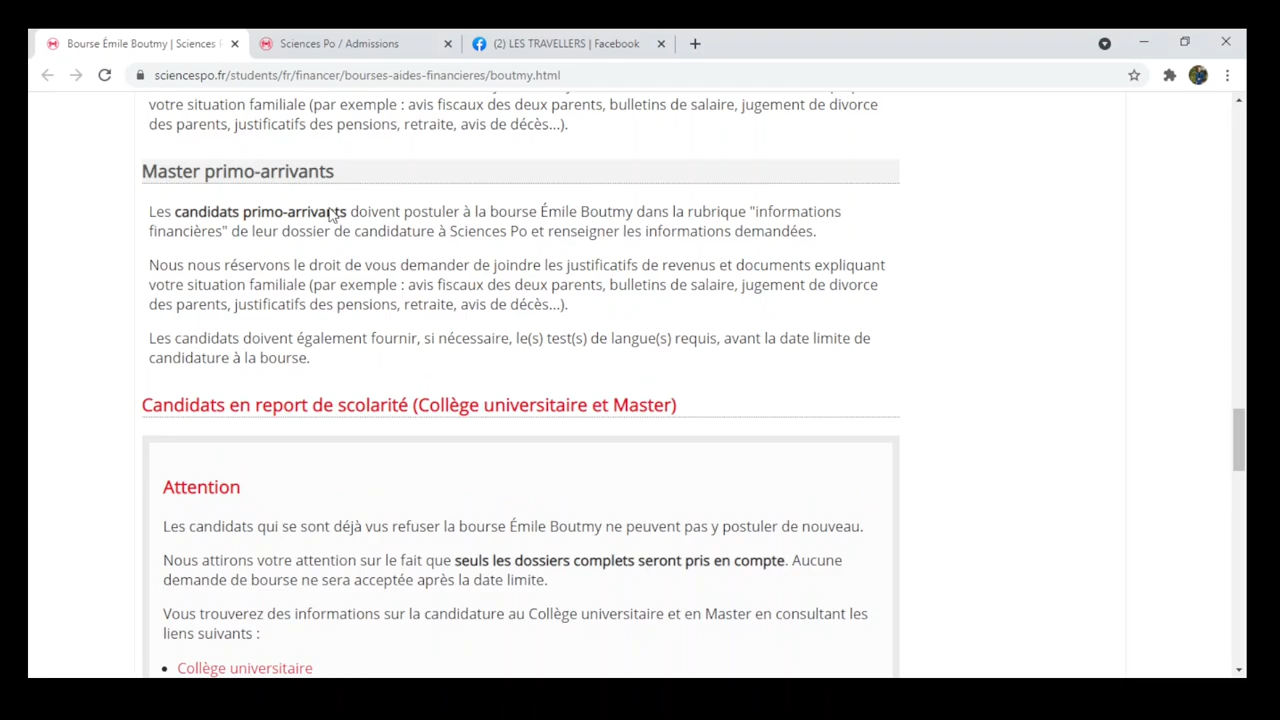 Bourse Émile Boutmy | Sciences
Sciences Po / Admissions
(2) LES TRAVELLERS | Facebook
sciencespo.fr/students/fr/financer/bourses-aides-financieres/boutmy.html
votre situation familiale (par exemple : avis fiscaux des deux parents, bulletins de salaire, jugement de divorce
des parents, justificatifs des pensions, retraite, avis de décès...).
Master primo-arrivants
Les candidats primo-arrivants doivent postuler à la bourse Émile Boutmy dans la rubrique "informations
financières" de leur dossier de candidature à Sciences Po et renseigner les informations demandées.
Nous nous réservons le droit de vous demander de joindre les justificatifs de revenus et documents expliquant
votre situation familiale (par exemple : avis fiscaux des deux parents, bulletins de salaire, jugement de divorce
des parents, justificatifs des pensions, retraite, avis de décès...).
Les candidats doivent également fournir, si nécessaire, le(s) test(s) de langue(s) requis, avant la date limite de
candidature à la bourse.
Candidats en report de scolarité (Collège universitaire et Master)
Attention
Les candidats qui se sont déjà vus refuser la bourse Émile Boutmy ne peuvent pas y postuler de nouveau.
Nous attirons votre attention sur le fait que seuls les dossiers complets seront pris en compte. Aucune
demande de bourse ne sera acceptée après la date limite.
Vous trouverez des informations sur la candidature au Collège universitaire et en Master en consultant les
liens suivants :
• Collège universitaire